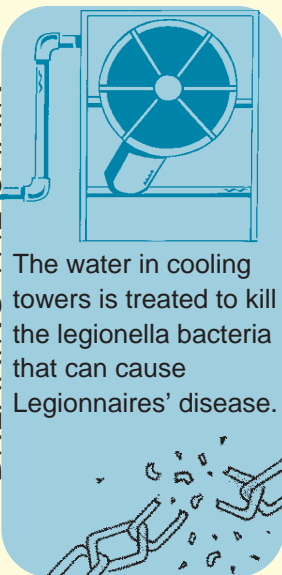 The water in cooling
towers is treated to kill
the legionella bacteria
that can cause
Legionnaires’ disease.